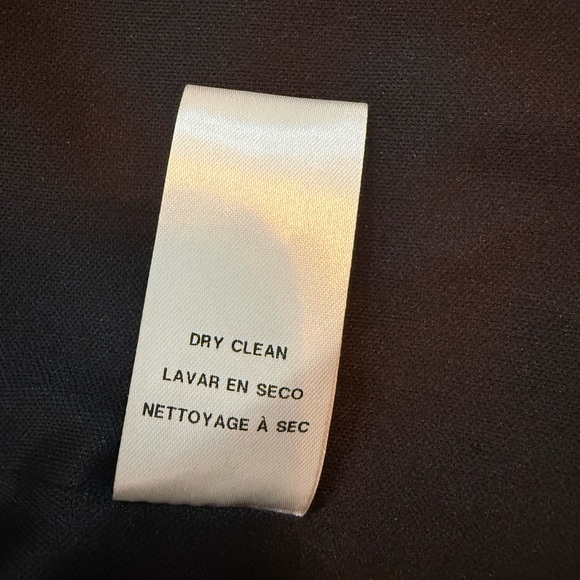 DRY CLEAN
LAVAR EN SECO
NETTOYAGE À SEC